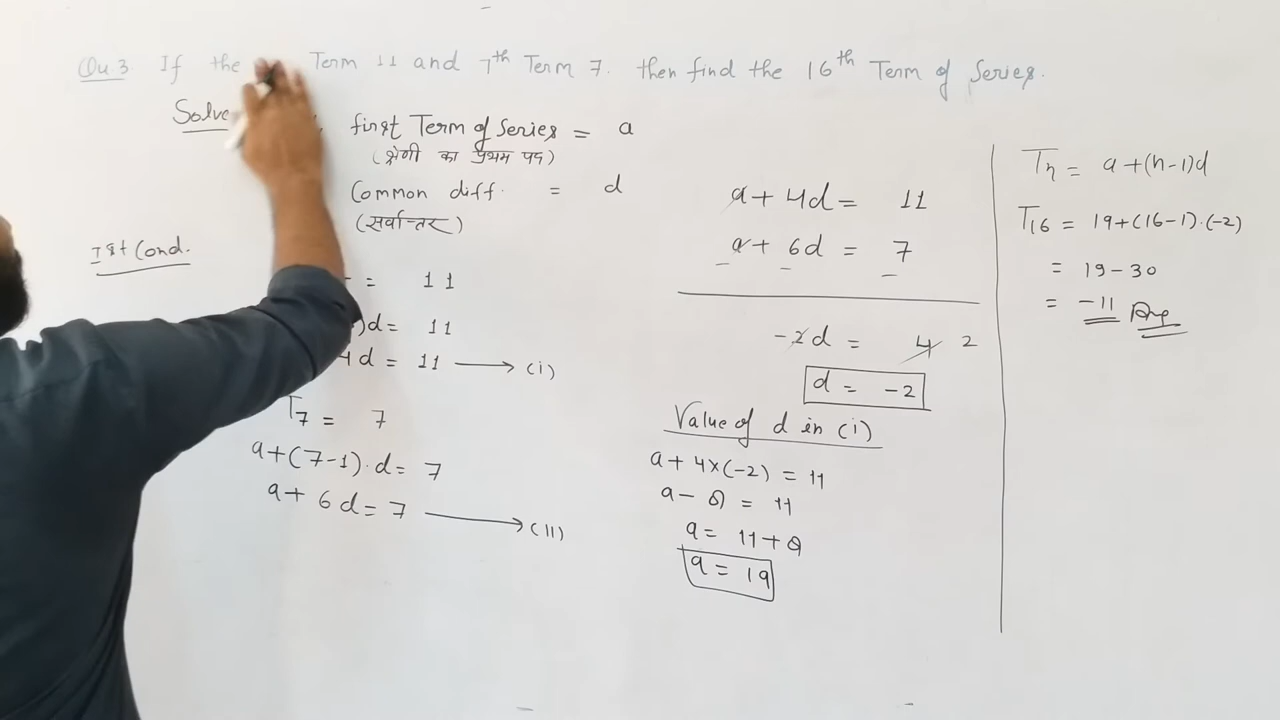 Qu.3 If the Term 11 and 7th Term 7. then find the 16th Term of Series.
Solve
first Term of Series = a
(श्रेणी का प्रथम पद)
Common diff. = d
(सर्वान्तर)
Ist Cond.
= 11
)d = 11
4d = 11 ⟶ (i)
T7 = 7
a+(7-1).d = 7
a+ 6d = 7 ⟶ (II)
a + 4d = 11
a + 6d = 7
- - -
-2d = 4 2
d = -2
Value of d in (i)
a + 4×(-2) = 11
a - 8 = 11
a = 11+8
a = 19
Tn = a+(n-1)d
T16 = 19+(16-1).(-2)
= 19-30
= -11 Ans